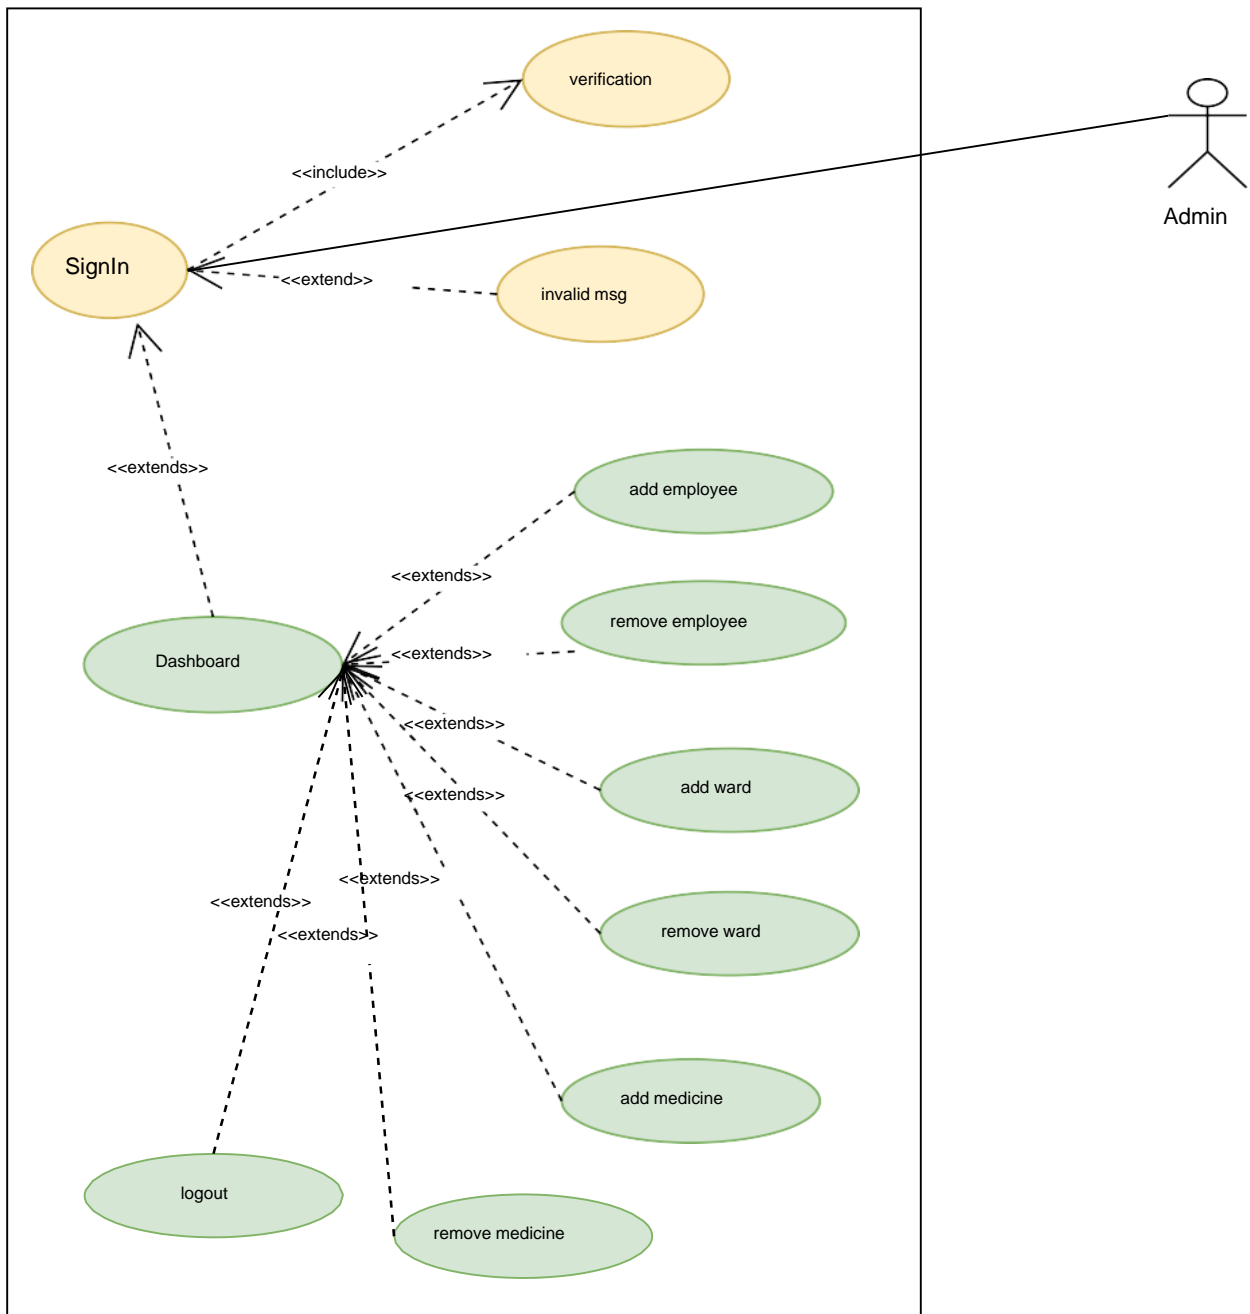 verification
<<include>>
Admin
SignIn
<<extend>>
invalid msg
<<extends>>
add employee
<<extends>>
remove employee
<<extends>>
Dashboard
<<extends>>
add ward
<<extends>>
<<extends>>
<<extends>>
<<extends>>
remove ward
add medicine
logout
remove medicine